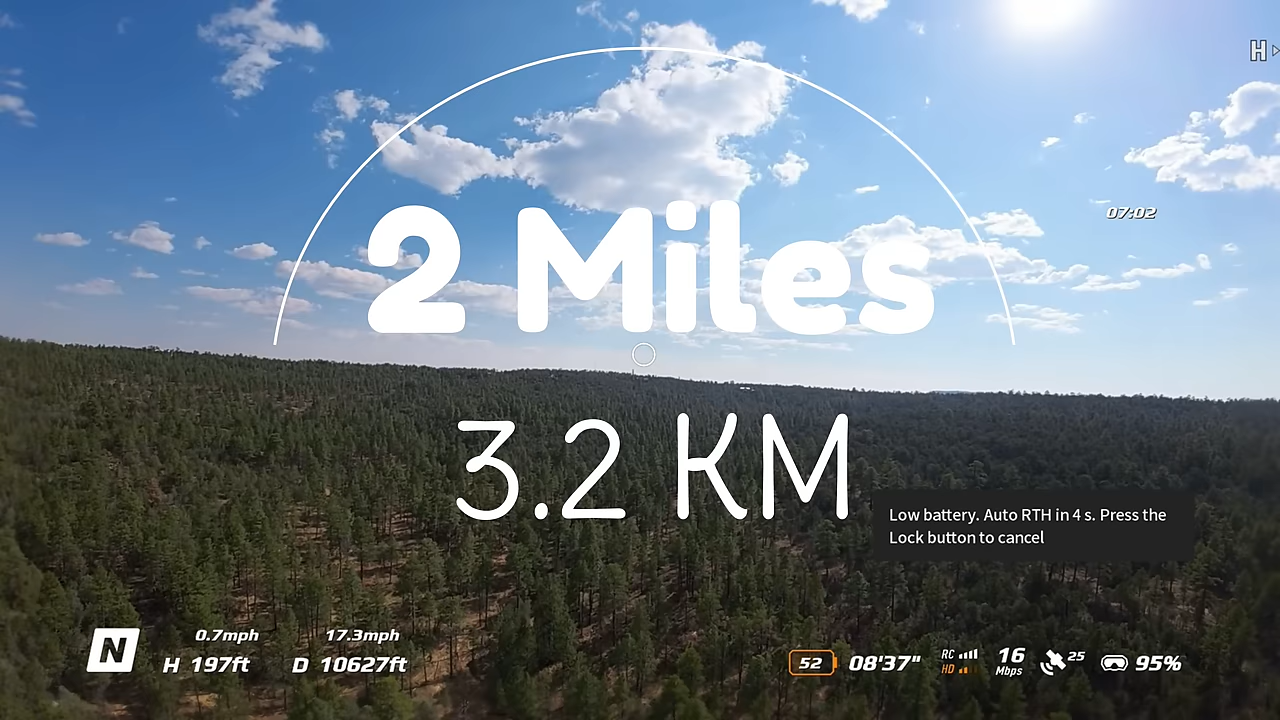 H
07:02
2 Miles
3.2 KM
Low battery. Auto RTH in 4 s. Press the
Lock button to cancel
N
0.7mph 17.3mph
H 197ft D 10627ft
52 08'37" RC HD 16 Mbps 25 95%